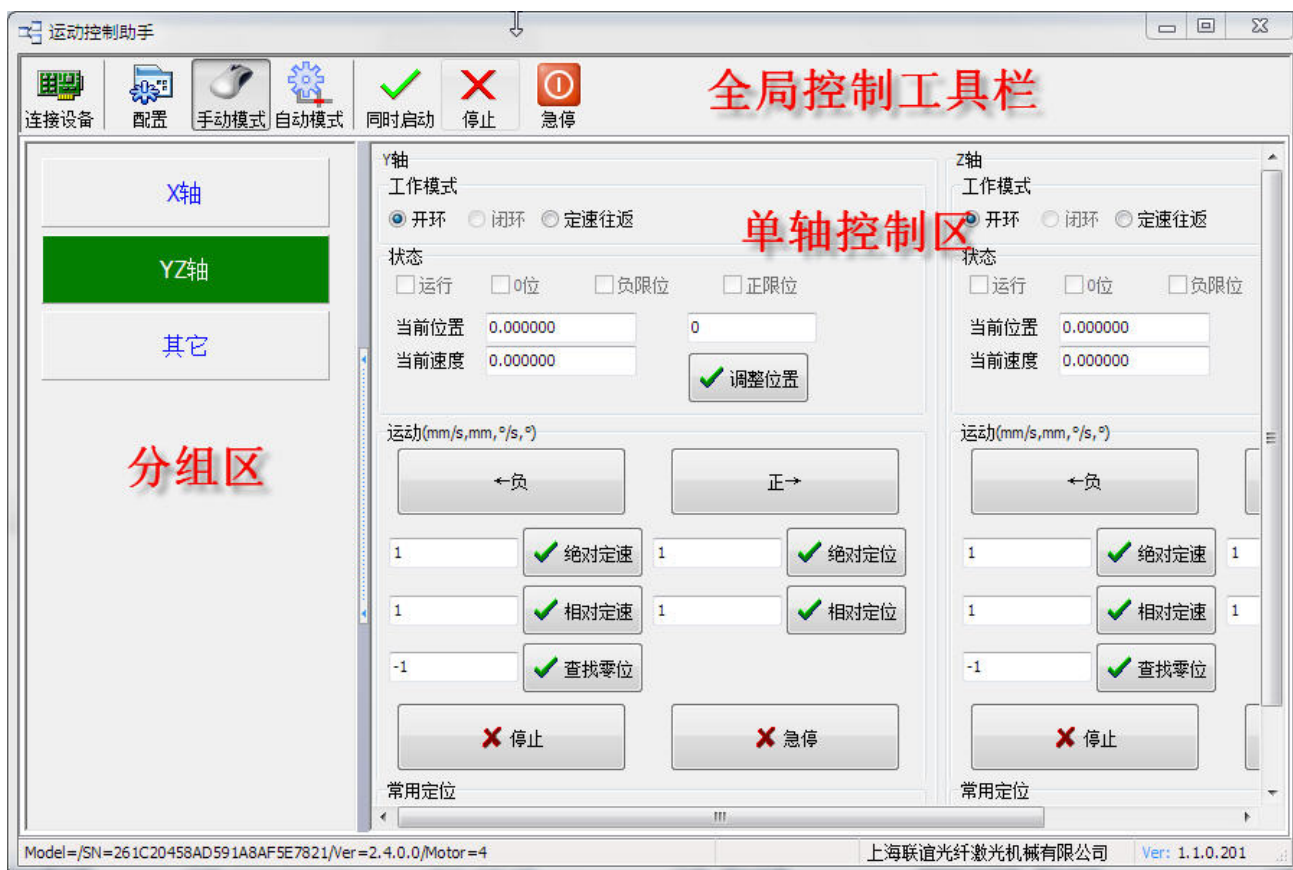 运动控制助手
连接设备 配置 手动模式 自动模式 同时启动 停止 急停
全局控制工具栏
X轴
YZ轴
其它
分组区
单轴控制区
Y轴
工作模式
开环 闭环 定速往返
状态
运行 0位 负限位 正限位
当前位置 0.000000 0
当前速度 0.000000
调整位置
运动(mm/s,mm,°/s,°)
←负 正→
1 绝对定速 1 绝对定位
1 相对定速 1 相对定位
-1 查找零位
停止 急停
常用定位
Z轴
工作模式
开环 闭环 定速往返
状态
运行 0位 负限位
当前位置 0.000000
当前速度 0.000000
运动(mm/s,mm,°/s,°)
←负
1 绝对定速 1
1 相对定速 1
-1 查找零位
停止
常用定位
Model=/SN=261C20458AD591A8AF5E7821/Ver=2.4.0.0/Motor=4 上海联谊光纤激光机械有限公司 Ver: 1.1.0.201